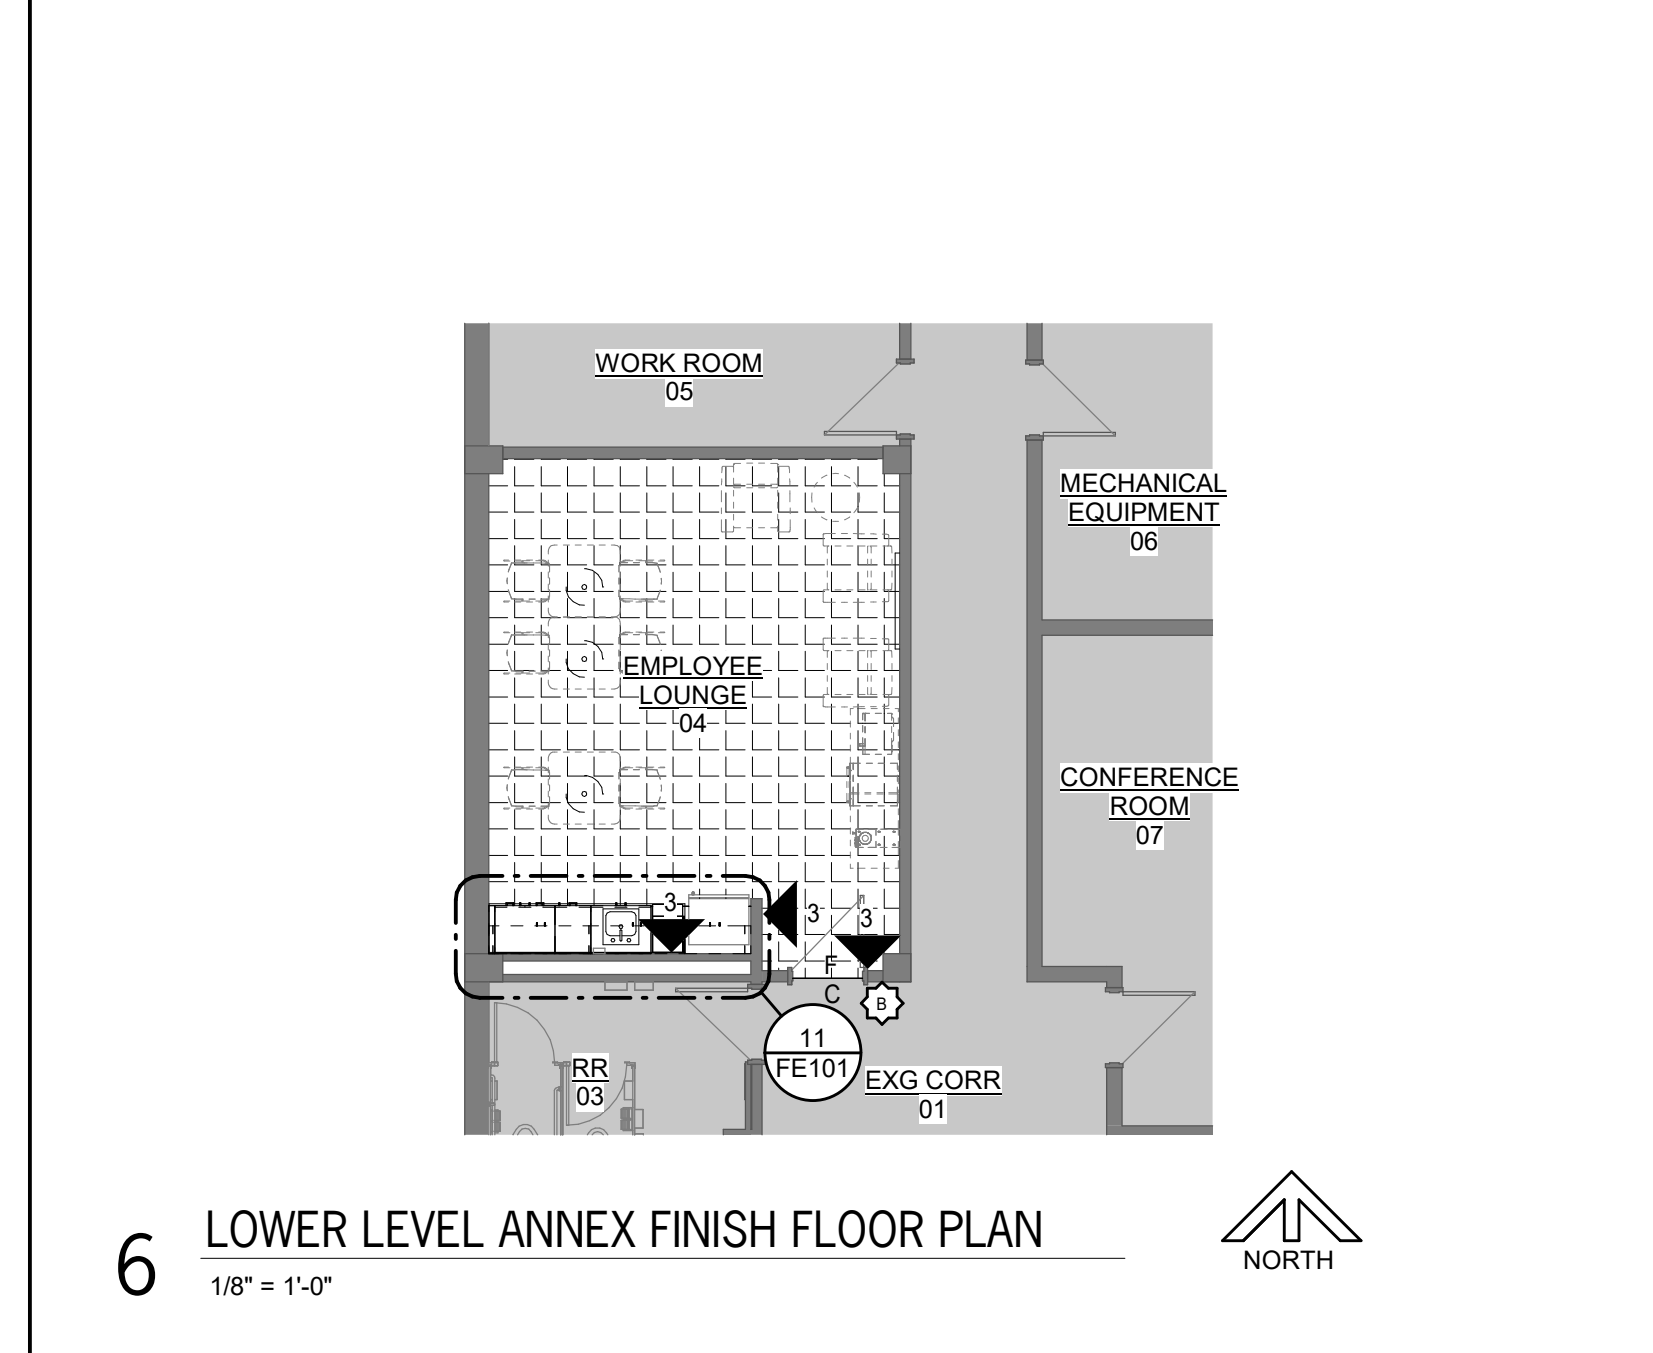 WORK ROOM
05
MECHANICAL
EQUIPMENT
06
EMPLOYEE
LOUNGE
04
CONFERENCE
ROOM
07
3
3
3
F
C
B
11
FE101
RR
03
EXG CORR
01
6
LOWER LEVEL ANNEX FINISH FLOOR PLAN
1/8" = 1'-0"
NORTH